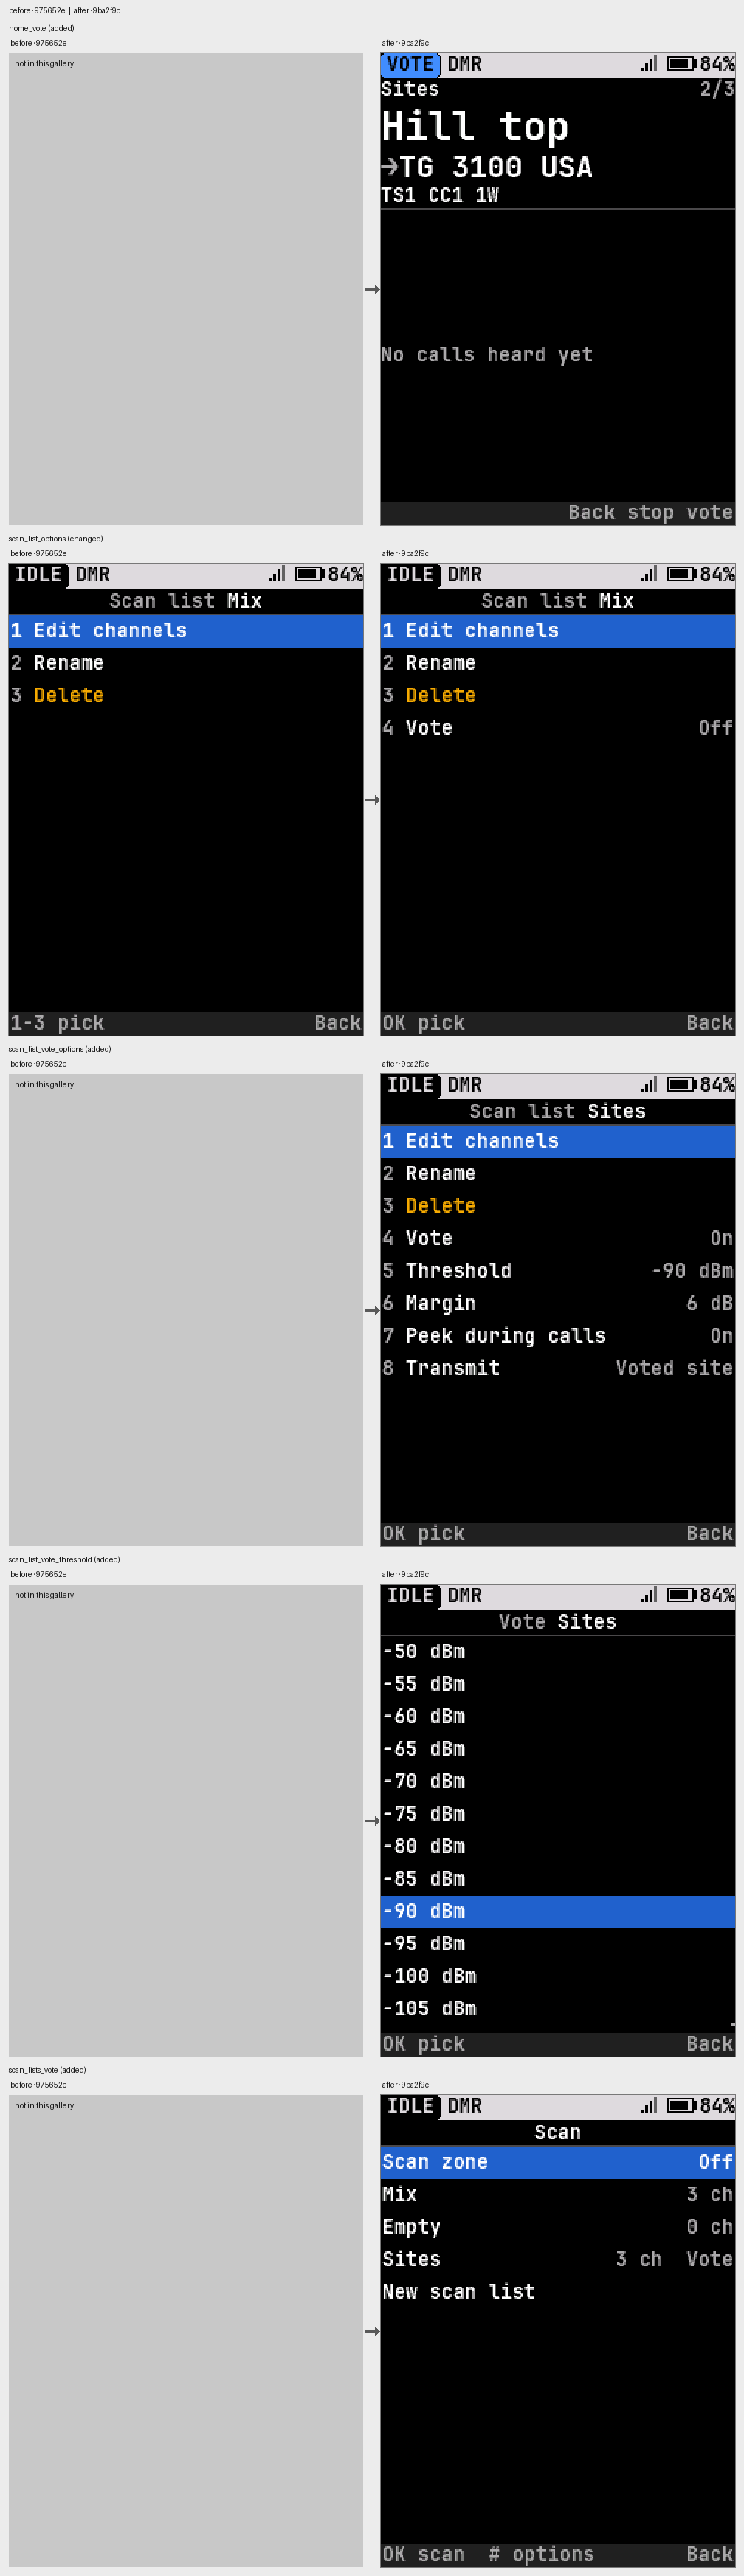 before · 975652e | after · 9ba2f9c
home_vote (added)
before · 975652e
after · 9ba2f9c
not in this gallery
VOTE DMR 84%
Sites 2/3
Hill top
→TG 3100 USA
TS1 CC1 1W
→
No calls heard yet
Back stop vote
scan_list_options (changed)
before · 975652e
after · 9ba2f9c
IDLE DMR 84%
Scan list Mix
1 Edit channels
2 Rename
3 Delete
1-3 pick Back
→
IDLE DMR 84%
Scan list Mix
1 Edit channels
2 Rename
3 Delete
4 Vote Off
OK pick Back
scan_list_vote_options (added)
before · 975652e
after · 9ba2f9c
not in this gallery
→
IDLE DMR 84%
Scan list Sites
1 Edit channels
2 Rename
3 Delete
4 Vote On
5 Threshold -90 dBm
6 Margin 6 dB
7 Peek during calls On
8 Transmit Voted site
OK pick Back
scan_list_vote_threshold (added)
before · 975652e
after · 9ba2f9c
not in this gallery
→
IDLE DMR 84%
Vote Sites
-50 dBm
-55 dBm
-60 dBm
-65 dBm
-70 dBm
-75 dBm
-80 dBm
-85 dBm
-90 dBm
-95 dBm
-100 dBm
-105 dBm
OK pick Back
scan_lists_vote (added)
before · 975652e
after · 9ba2f9c
not in this gallery
→
IDLE DMR 84%
Scan
Scan zone Off
Mix 3 ch
Empty 0 ch
Sites 3 ch Vote
New scan list
OK scan # options Back